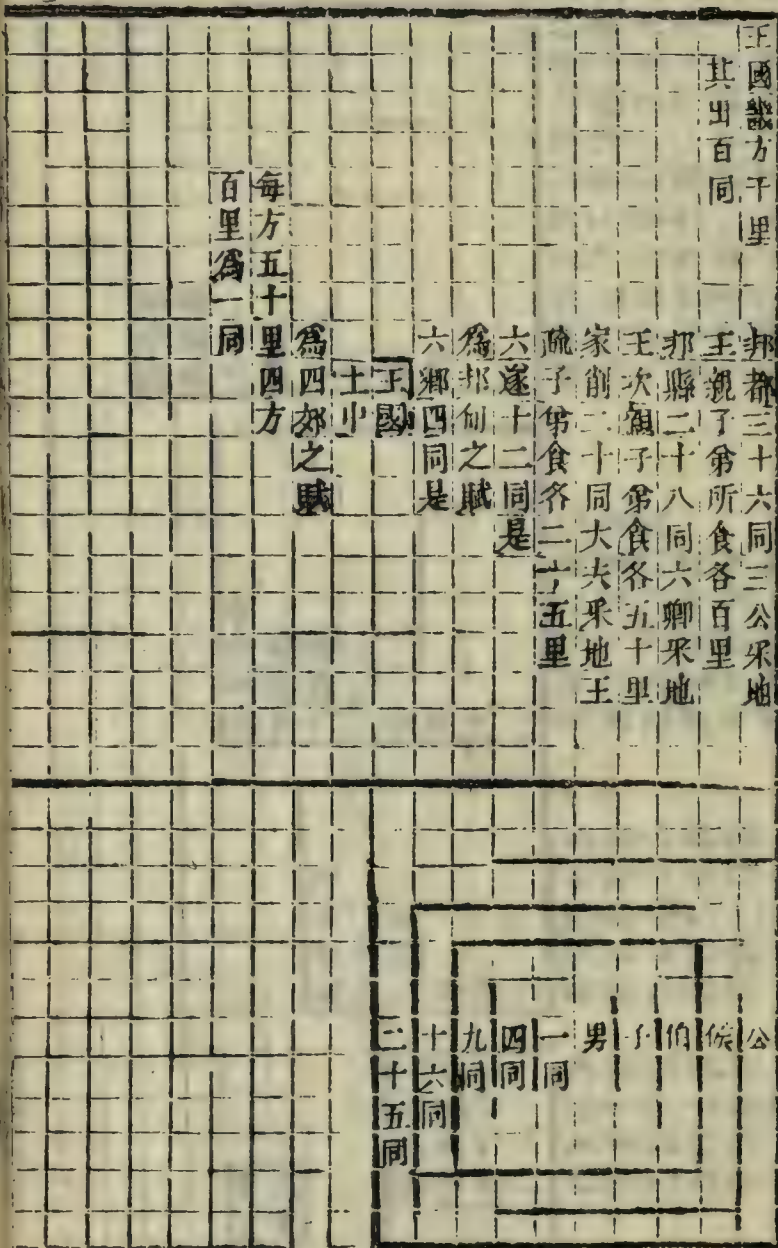 王國畿方千里
其出百同
邦都三十六同三公采地
王親子弟所食各百里
邦縣二十八同六卿采地
王次親子弟食各五十里
家削二十同大夫采地王
疏子弟食各二十五里
六遂十二同是
為邦甸之賦
六鄉四同是
王國
土中
為四郊之賦
每方五十里四方
百里為一同
公
侯
伯
子
男
一同
四同
九同
十六同
二十五同